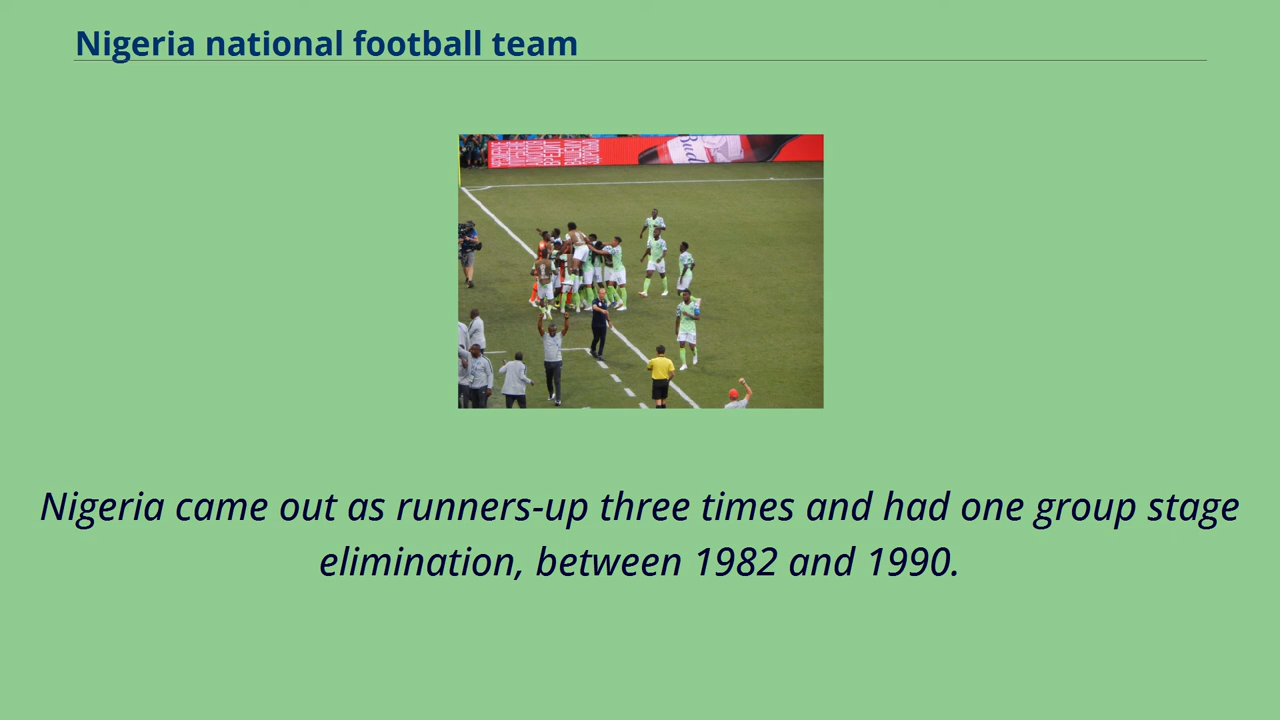 Nigeria national football team
Bud
Nigeria came out as runners-up three times and had one group stage
elimination, between 1982 and 1990.